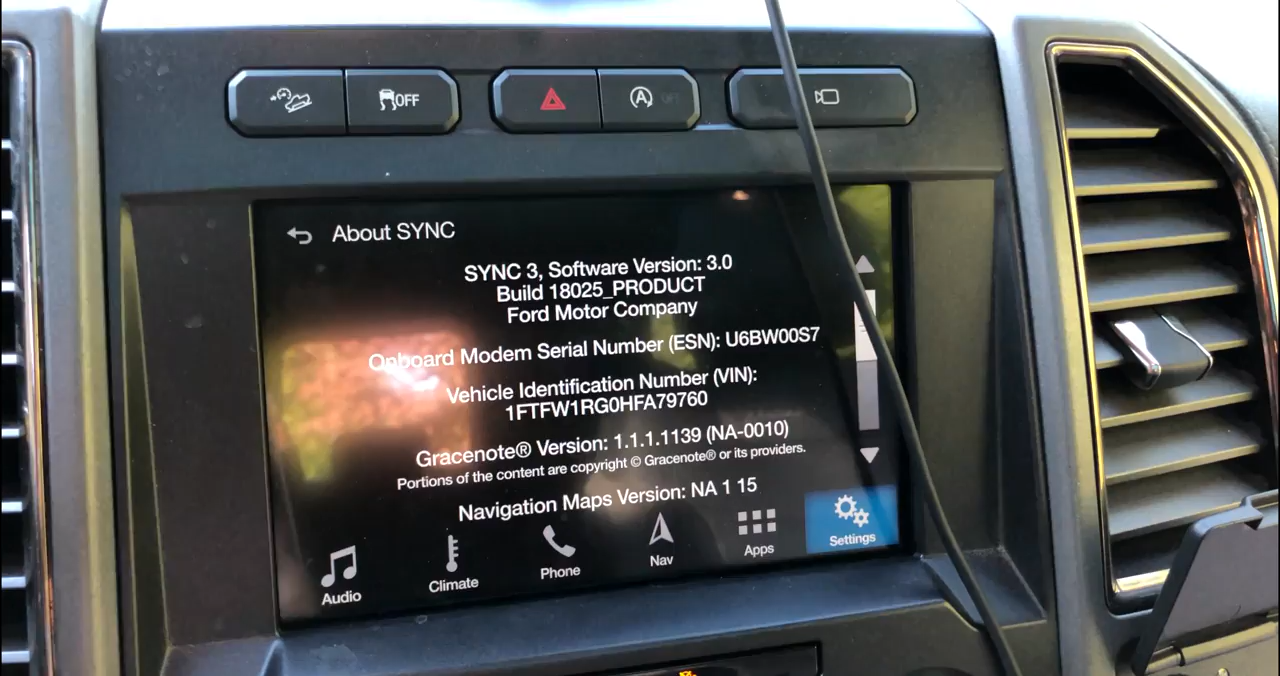 OFF
A
About SYNC
SYNC 3, Software Version: 3.0
Build 18025_PRODUCT
Ford Motor Company
Onboard Modem Serial Number (ESN): U6BW00S7
Vehicle Identification Number (VIN):
1FTFW1RG0HFA79760
Gracenote® Version: 1.1.1.1139 (NA-0010)
Portions of the content are copyright © Gracenote® or its providers.
Navigation Maps Version: NA 1 15
Audio
Climate
Phone
Nav
Apps
Settings